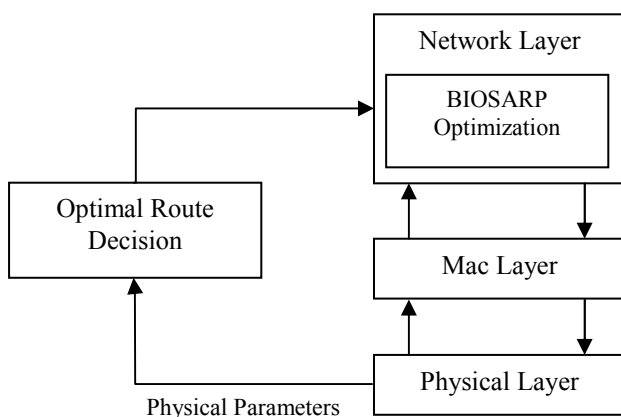 Network Layer
BIOSARP
Optimization
Optimal Route
Decision
Mac Layer
Physical Layer
Physical Parameters